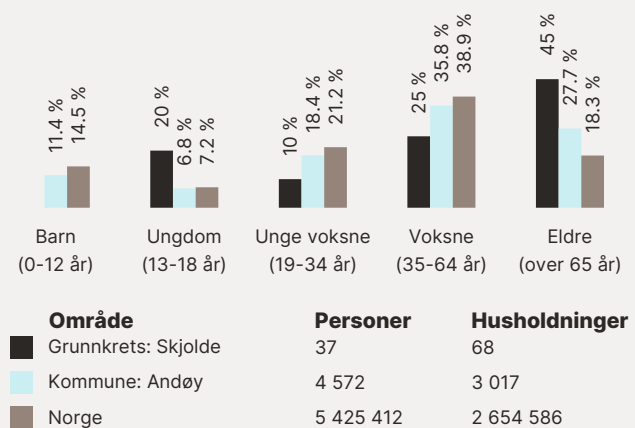 11.4 %
14.5 %
20 %
6.8 %
7.2 %
10 %
18.4 %
21.2 %
25 %
35.8 %
38.9 %
45 %
27.7 %
18.3 %
Barn Ungdom Unge voksne Voksne Eldre
(0-12 år) (13-18 år) (19-34 år) (35-64 år) (over 65 år)
Område Personer Husholdninger
Grunnkrets: Skjolde 37 68
Kommune: Andøy 4 572 3 017
Norge 5 425 412 2 654 586